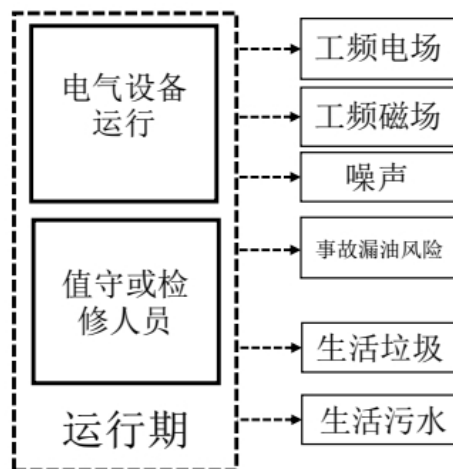 电气设备
运行
值守或检
修人员
运行期
工频电场
工频磁场
噪声
事故漏油风险
生活垃圾
生活污水